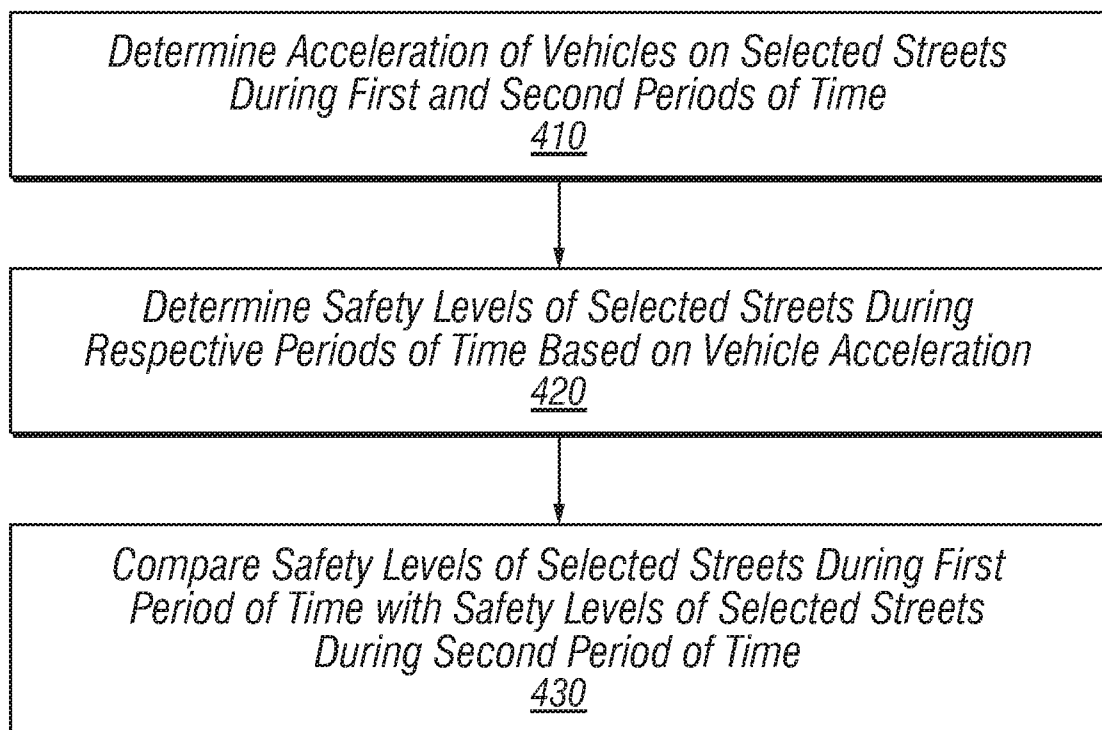 Determine Acceleration of Vehicles on Selected Streets
During First and Second Periods of Time
410
Determine Safety Levels of Selected Streets During
Respective Periods of Time Based on Vehicle Acceleration
420
Compare Safety Levels of Selected Streets During First
Period of Time with Safety Levels of Selected Streets
During Second Period of Time
430